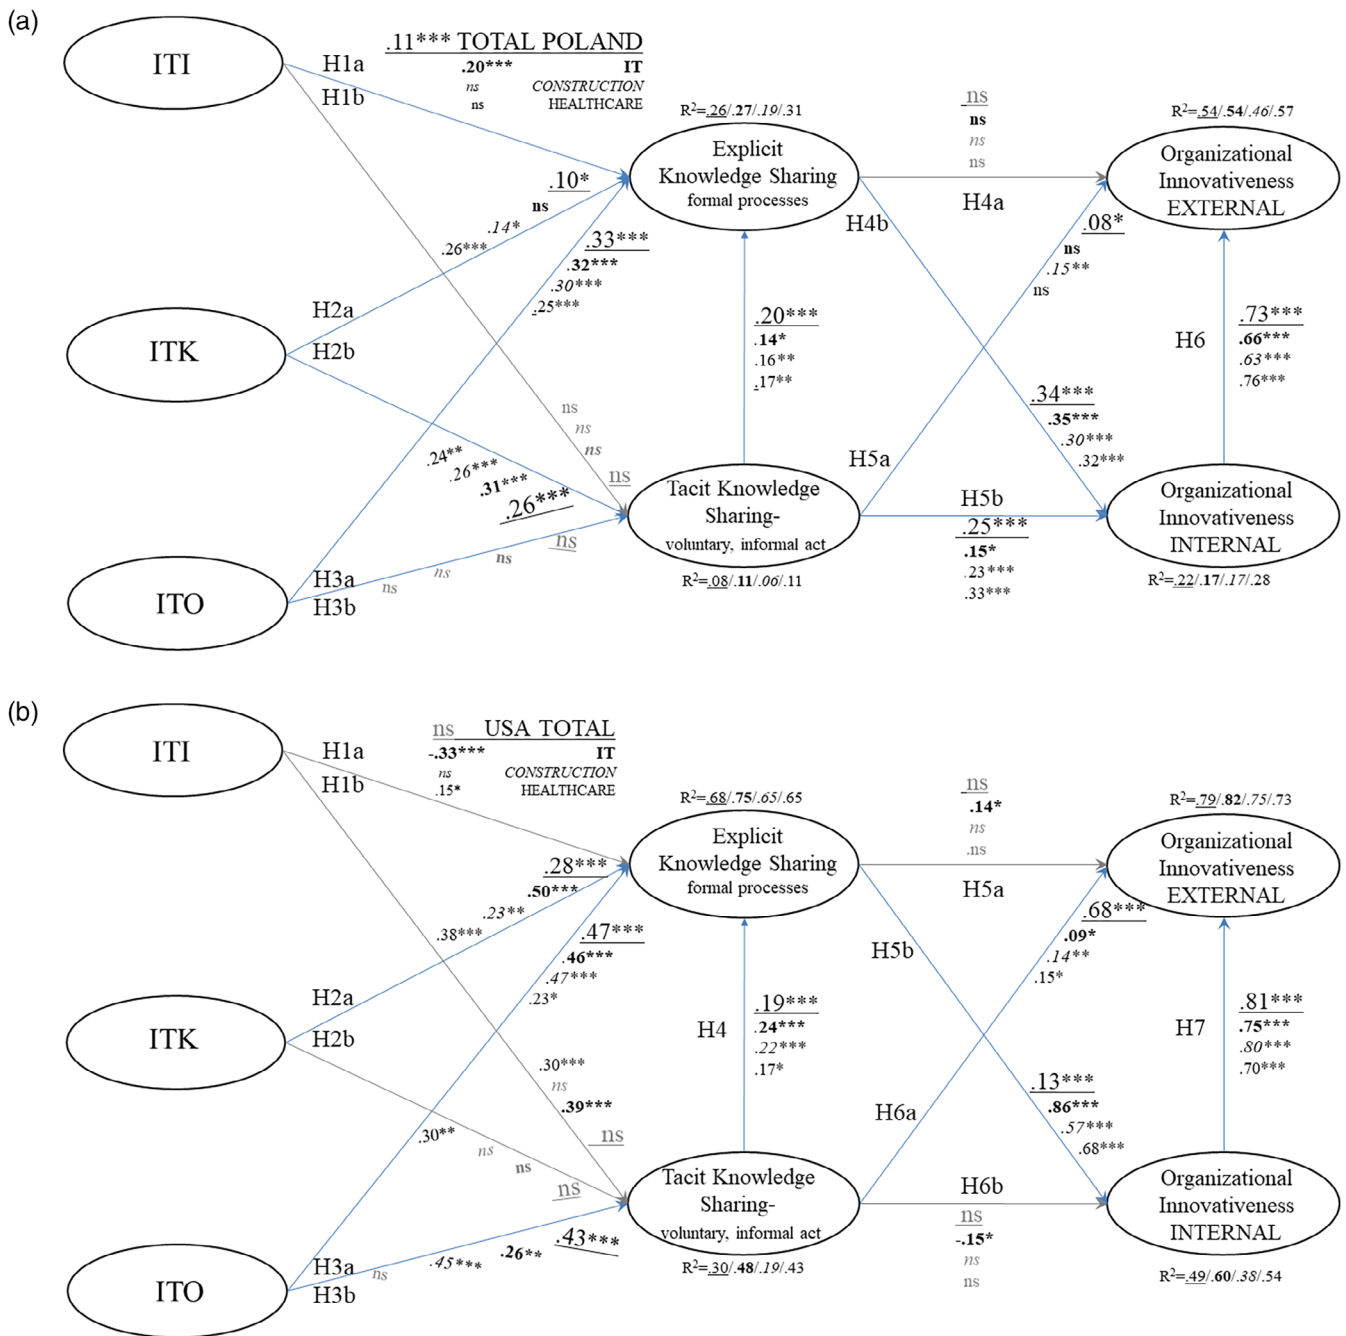 (a)
ITI
H1a
H1b
.11*** TOTAL POLAND
.20*** IT
ns CONSTRUCTION
ns HEALTHCARE
R²=.26/.27/.19/.31
Explicit
Knowledge Sharing
formal processes
ns
ns
ns
ns
H4a
H4b
R²=.54/.54/.46/.57
Organizational
Innovativeness
EXTERNAL
.10*
ns
.14*
.26***
.33***
.32***
.30***
.25***
.08*
ns
.15**
ns
ITK
H2a
H2b
.20***
.14*
.16**
.17**
H6
.73***
.66***
.63***
.76***
.34***
.35***
.30***
.32***
ns
ns
ns
ns
.24**
.26***
.31***
.26***
H5a
Tacit Knowledge
Sharing-
voluntary, informal act
R²=.08/.11/.06/.11
H5b
.25***
.15*
.23***
.33***
Organizational
Innovativeness
INTERNAL
R²=.22/.17/.17/.28
ITO
H3a
H3b
ns
ns
ns
ns
(b)
ITI
H1a
H1b
ns USA TOTAL
-.33*** IT
ns CONSTRUCTION
.15* HEALTHCARE
R²=.68/.75/.65/.65
Explicit
Knowledge Sharing
formal processes
ns
.14*
ns
.ns
H5a
H5b
R²=.79/.82/.75/.73
Organizational
Innovativeness
EXTERNAL
.28***
.50***
.23**
.38***
.47***
.46***
.47***
.23*
.68***
.09*
.14**
.15*
ITK
H2a
H2b
H4
.19***
.24***
.22***
.17*
H7
.81***
.75***
.80***
.70***
.13***
.86***
.57***
.68***
.30***
ns
.39***
ns
.30**
ns
ns
ns
H6a
Tacit Knowledge
Sharing-
voluntary, informal act
R²=.30/.48/.19/.43
H6b
ns
-.15*
ns
ns
Organizational
Innovativeness
INTERNAL
R²=.49/.60/.38/.54
ITO
H3a
H3b
ns
.45***
.26**
.43***